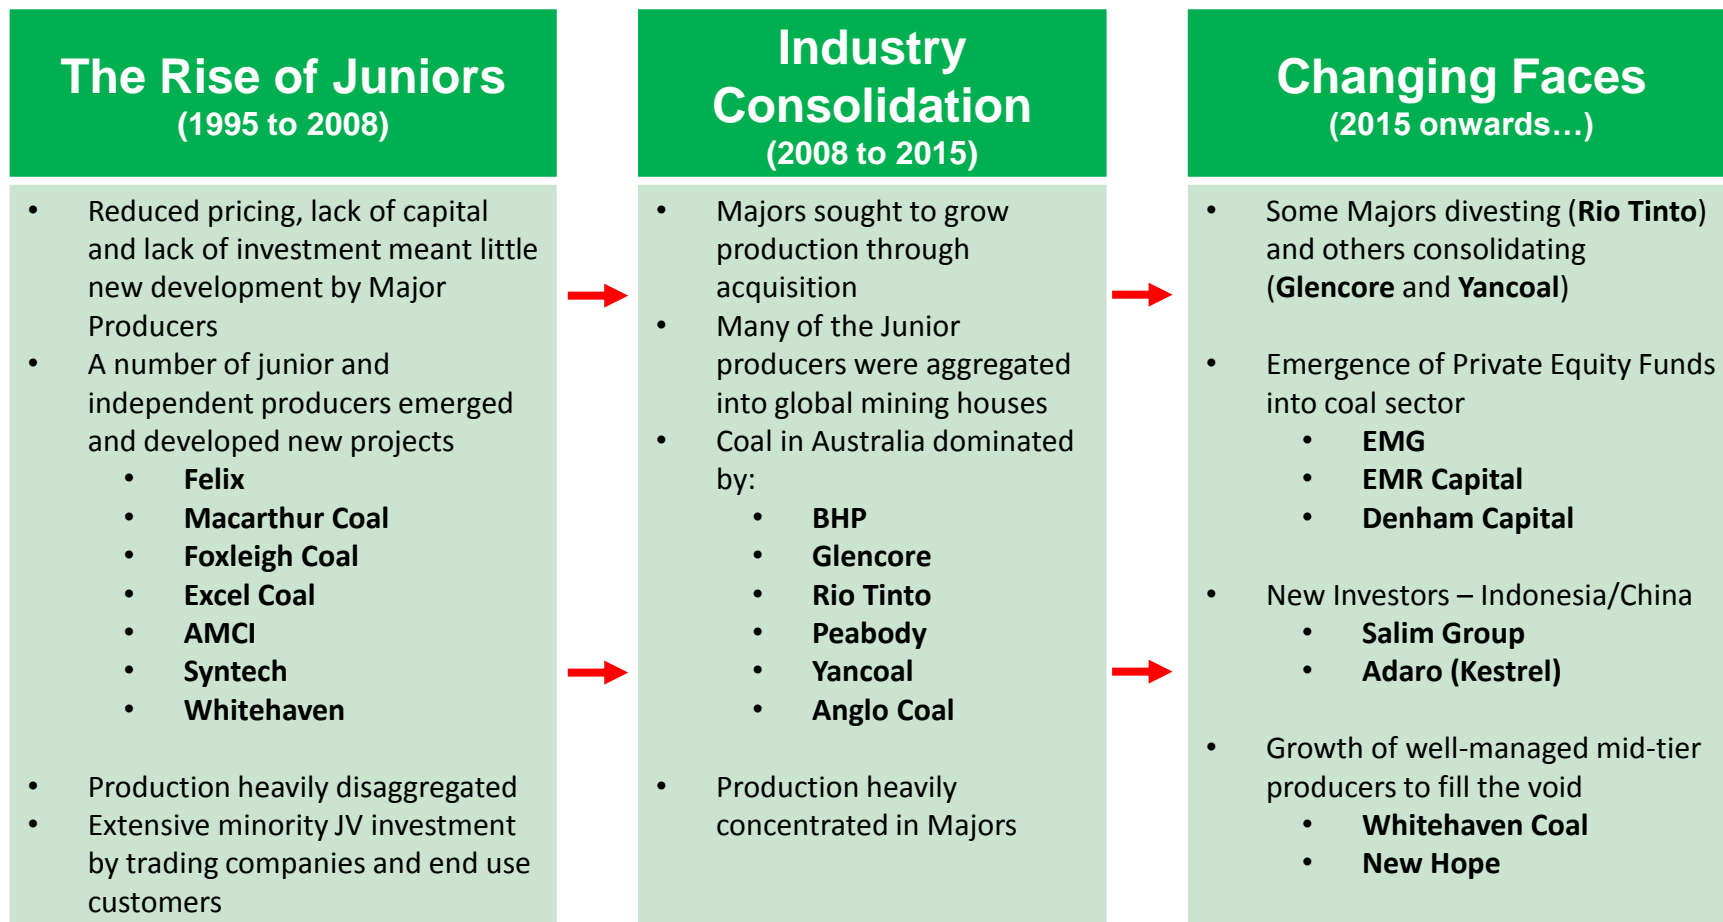 The Rise of Juniors
(1995 to 2008)
• Reduced pricing, lack of capital
and lack of investment meant little
new development by Major
Producers
• A number of junior and
independent producers emerged
and developed new projects
• Felix
• Macarthur Coal
• Foxleigh Coal
• Excel Coal
• AMCI
• Syntech
• Whitehaven
• Production heavily disaggregated
• Extensive minority JV investment
by trading companies and end use
customers
Industry
Consolidation
(2008 to 2015)
• Majors sought to grow
production through
acquisition
• Many of the Junior
producers were aggregated
into global mining houses
• Coal in Australia dominated
by:
• BHP
• Glencore
• Rio Tinto
• Peabody
• Yancoal
• Anglo Coal
• Production heavily
concentrated in Majors
Changing Faces
(2015 onwards…)
• Some Majors divesting (Rio Tinto)
and others consolidating
(Glencore and Yancoal)
• Emergence of Private Equity Funds
into coal sector
• EMG
• EMR Capital
• Denham Capital
• New Investors – Indonesia/China
• Salim Group
• Adaro (Kestrel)
• Growth of well-managed mid-tier
producers to fill the void
• Whitehaven Coal
• New Hope